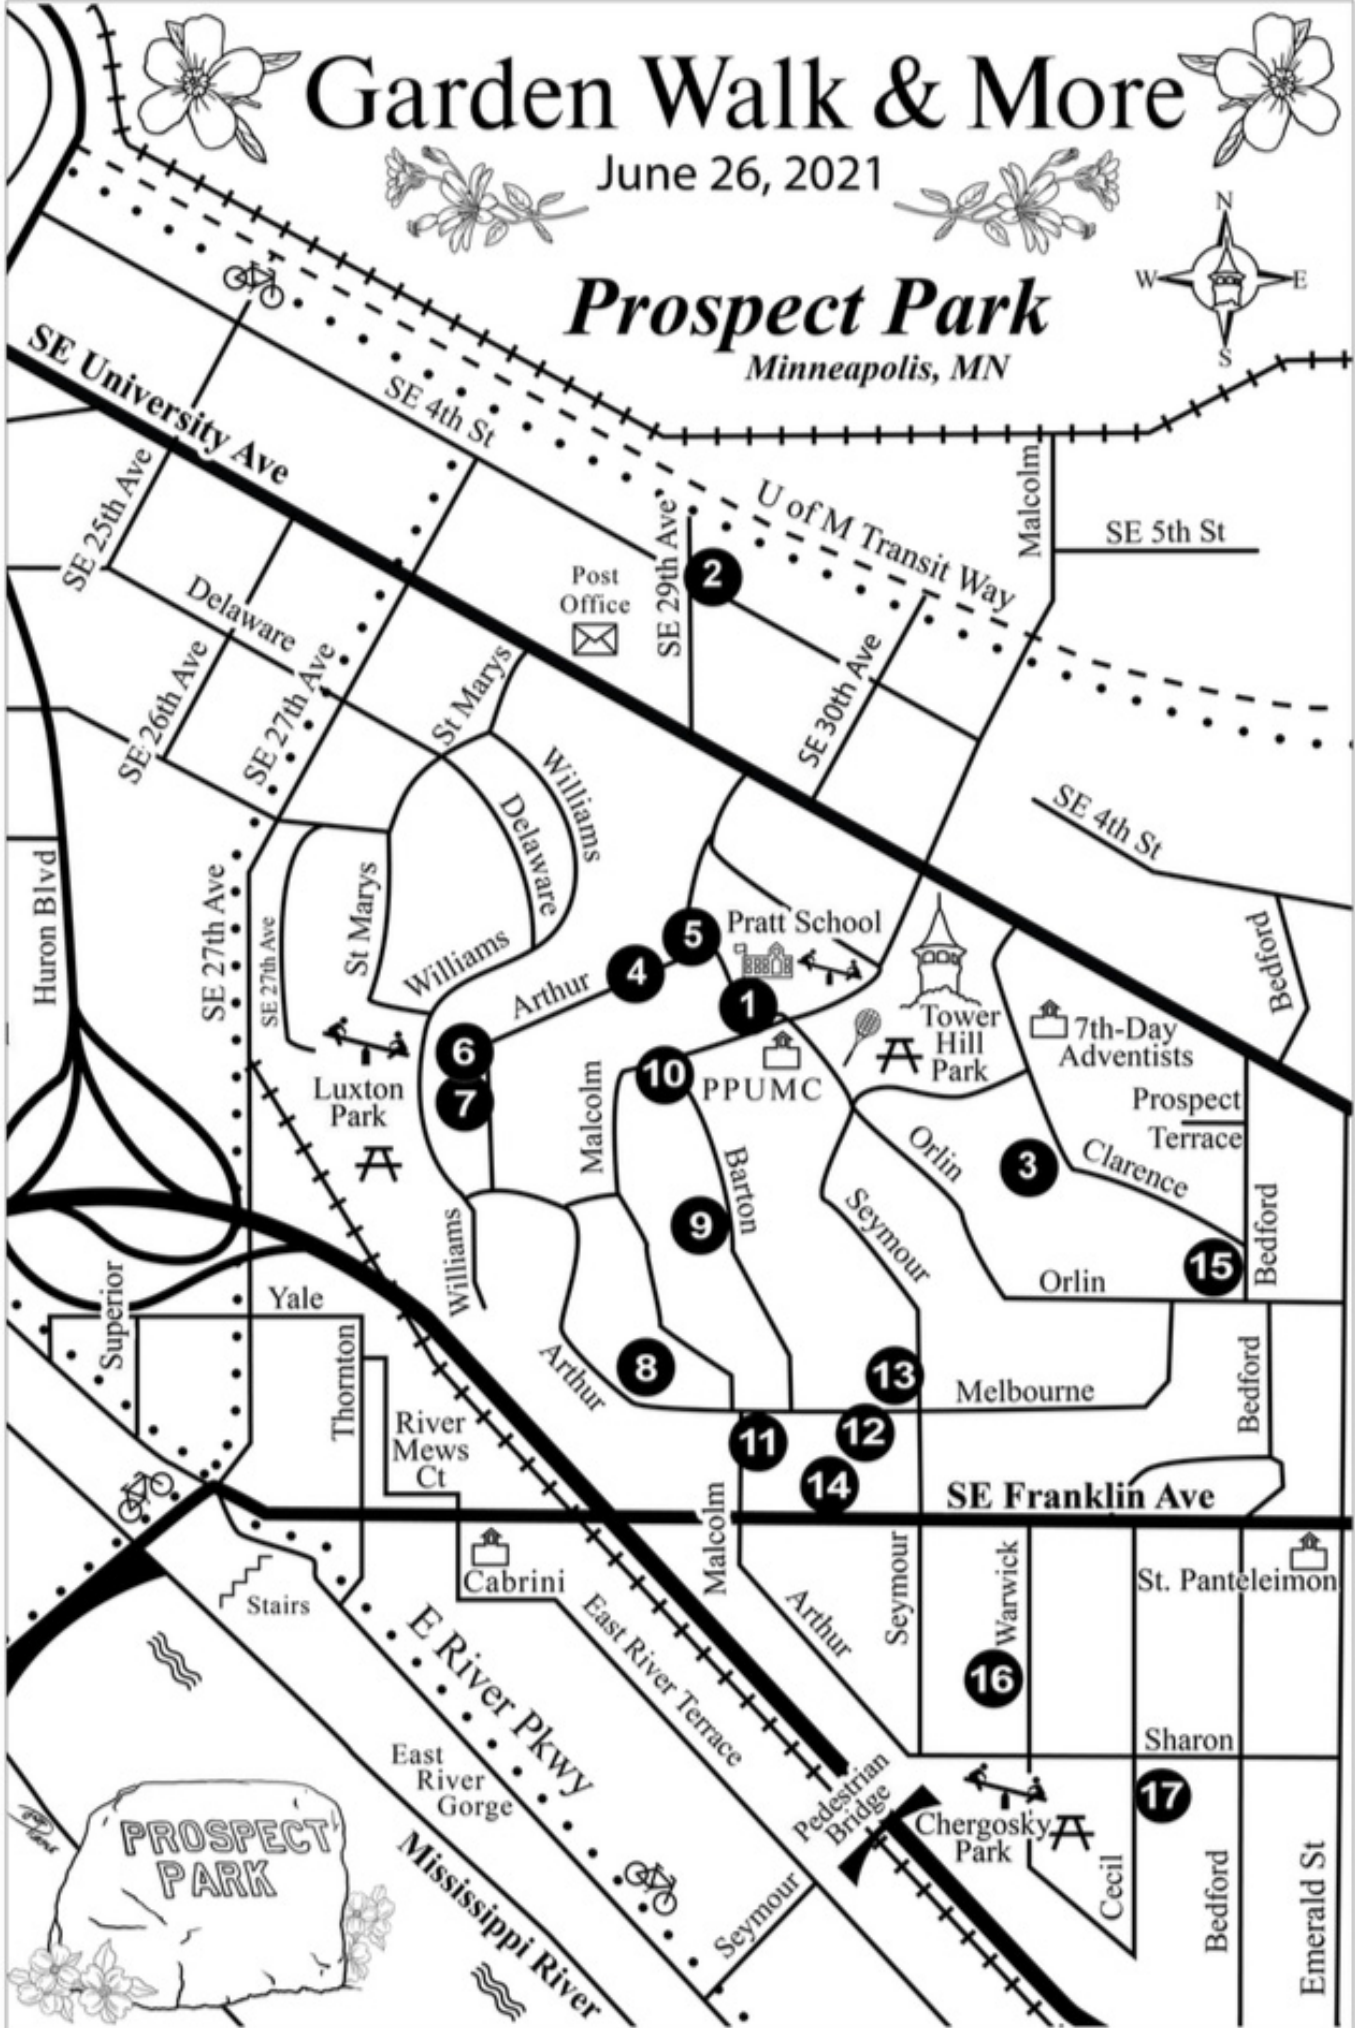 Garden Walk & More
June 26, 2021
N
W
E
S
Prospect Park
Minneapolis, MN
SE University Ave
SE 4th St
U of M Transit Way
Malcolm
SE 5th St
SE 25th Ave
SE 29th Ave
2
Post
Office
Delaware
SE 26th Ave
SE 27th Ave
St Marys
SE 30th Ave
Williams
Delaware
SE 4th St
Huron Blvd
SE 27th Ave
SE 27th Ave
St Marys
Williams
Arthur
4
5
Pratt School
1
Bedford
Tower
Hill
Park
7th-Day
Adventists
6
7
Luxton
Park
Malcolm
10
PPUMC
Prospect
Terrace
Orlin
3
Clarence
Barton
9
Seymour
Bedford
15
Orlin
Williams
Superior
Yale
Thornton
Arthur
8
13
Melbourne
Bedford
River
Mews
Ct
11
12
14
SE Franklin Ave
Malcolm
Seymour
Warwick
Cabrini
St. Panteleimon
Stairs
E River Pkwy
East River Terrace
Arthur
16
Sharon
East
River
Gorge
Pedestrian
Bridge
17
Chergosky
Park
Cecil
Bedford
Emerald St
Seymour
Mississippi River
PROSPECT
PARK